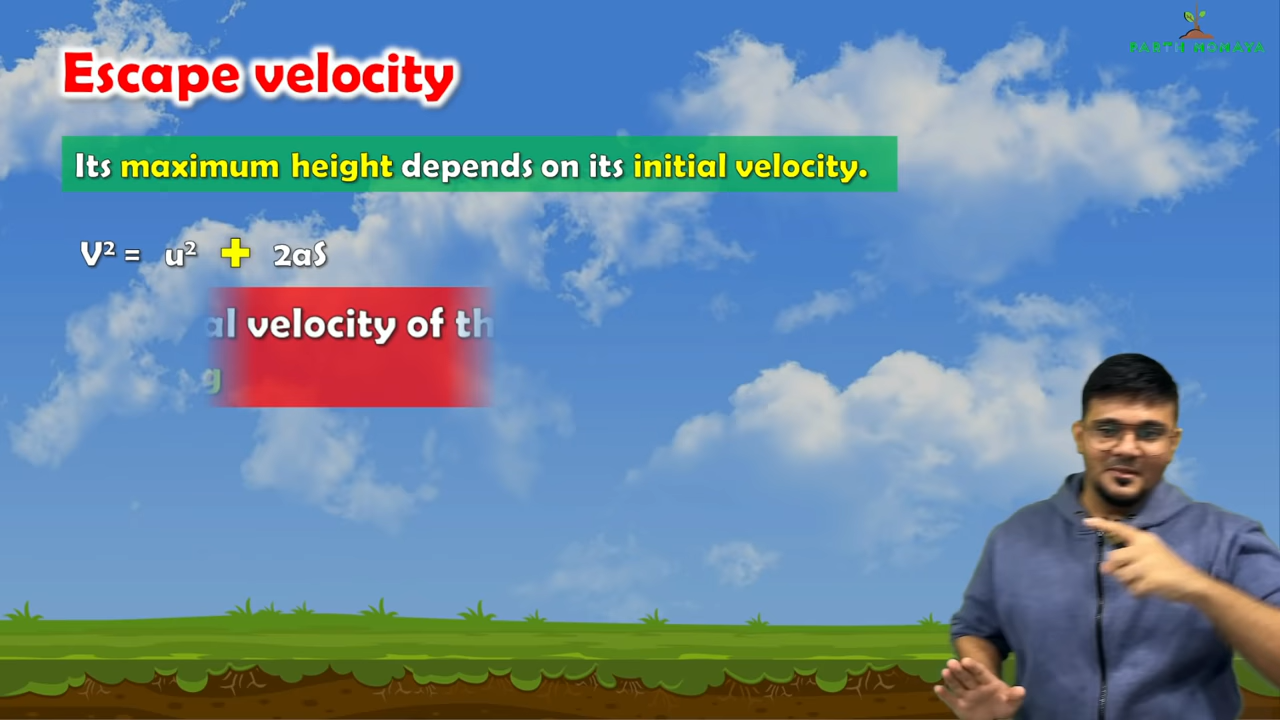 PARTH MOMAYA
Escape velocity
Its maximum height depends on its initial velocity.
V² = u² + 2aS
velocity of
g